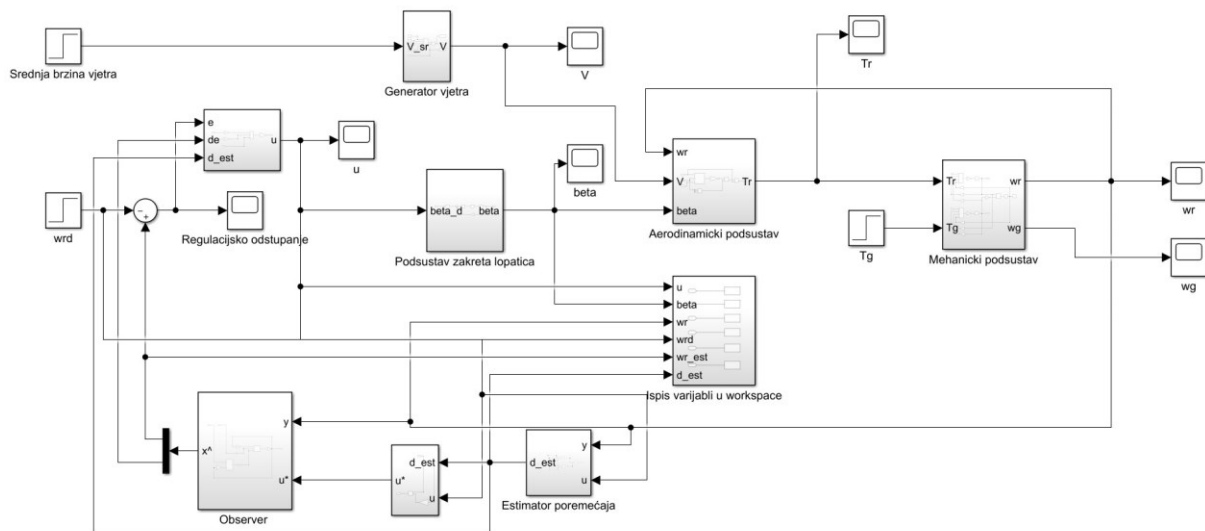 Srednja brzina vjetra
V_sr
V
Generator vjetra
V
Tr
e
de
d_est
u
u
wrd
Regulacijsko odstupanje
beta_d
beta
Podsustav zakreta lopatica
beta
wr
V
beta
Tr
Aerodinamicki podsustav
Tg
Tr
Tg
wr
wg
Mehanicki podsustav
wr
wg
u
beta
wr
wrd
wr_est
d_est
Ispis varijabli u workspace
x^
y
u*
Observer
u*
d_est
u
d_est
y
u
Estimator poremećaja